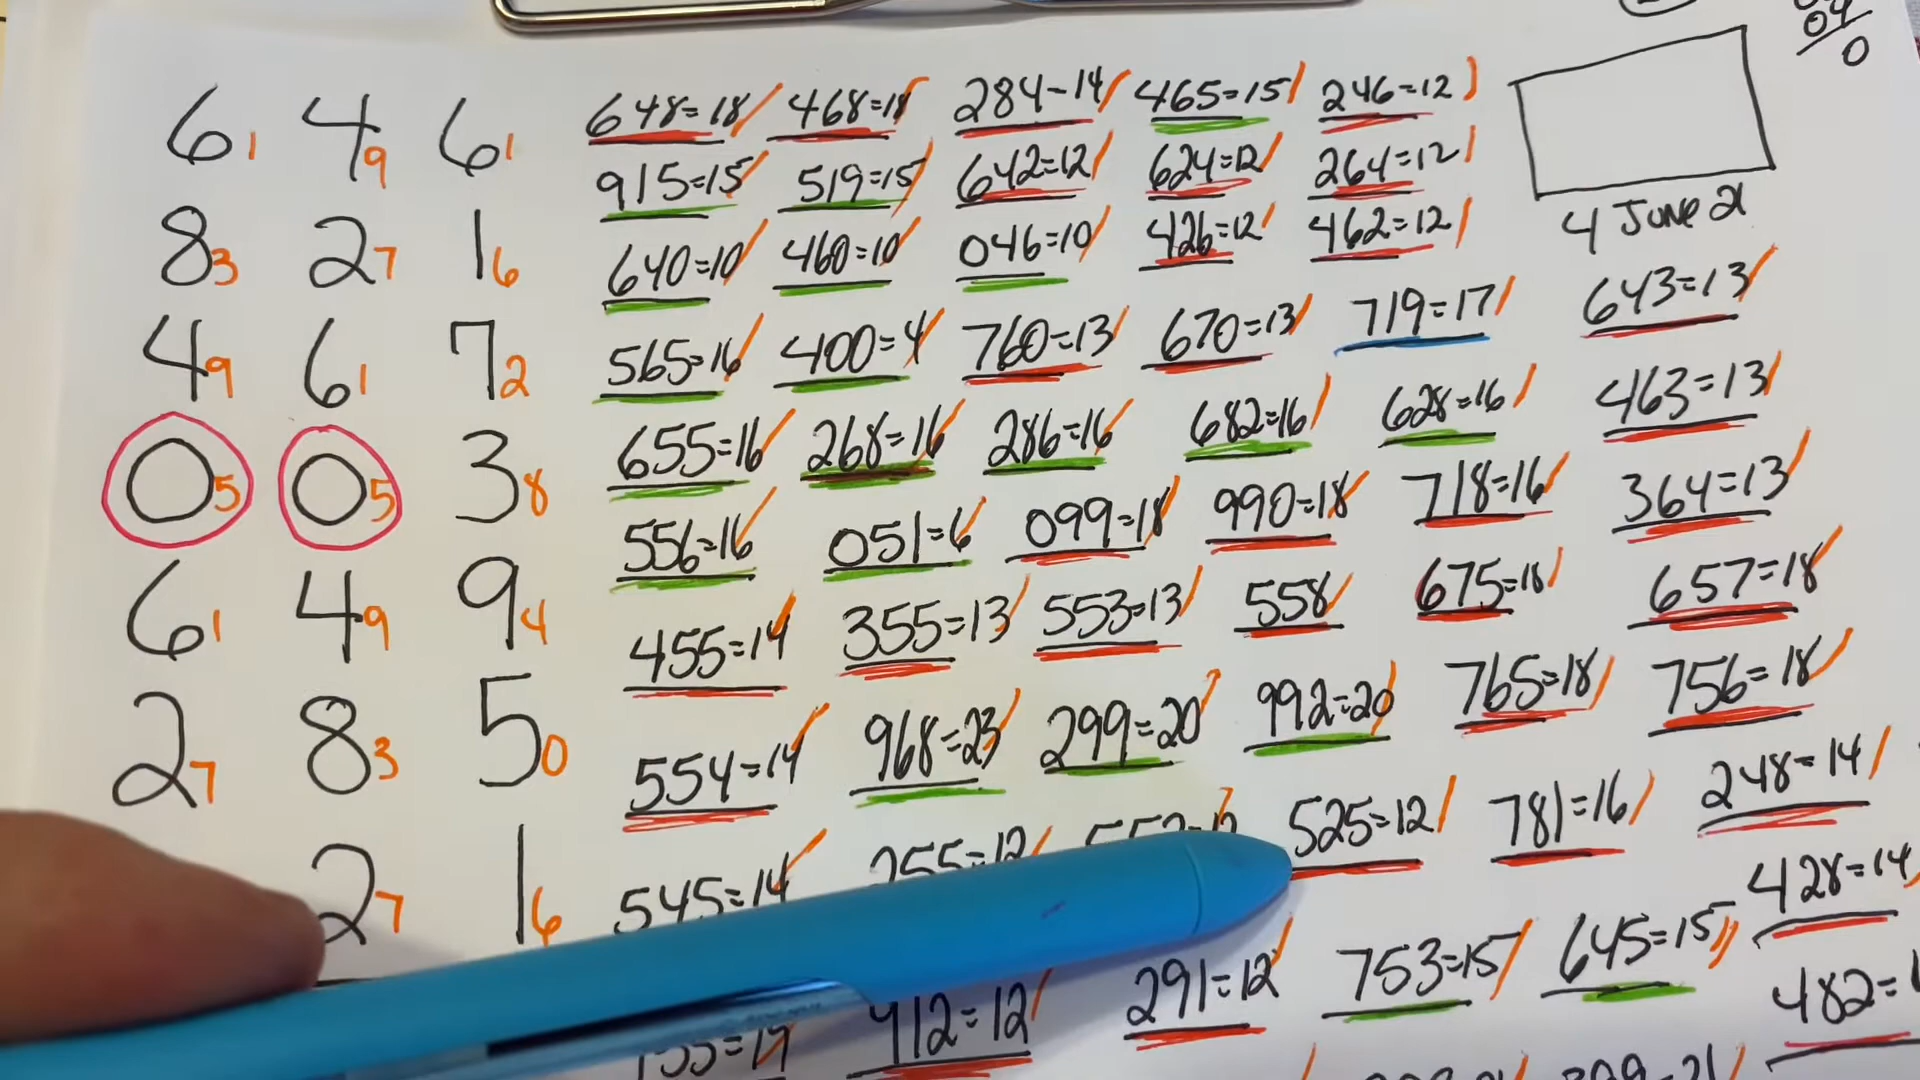 04
0
6 1 4 9 6 1 648=18 468=18 284-14 465=15 246=12
915=15 519=15 642=12 624=12 264=12
4 June 21
8 3 2 7 1 6 640=10 460=10 046=10 426=12 462=12
4 9 6 1 7 2 565=16 400=4 760=13 670=13 719=17 643=13
0 5 0 5 3 8 655=16 268=16 286=16 682=16 628=16 463=13
556=16 051=6 099=18 990=18 718=16 364=13
6 1 4 9 9 4 455=14 355=13 553=13 558 675=18 657=18
2 7 8 3 5 0 554=14 968=23 299=20 992=20 765=18 756=18
2 7 1 6 545=14 255=12 525=12 781=16 248=14
428=14
912=12 291=12 753=15 645=15
482=